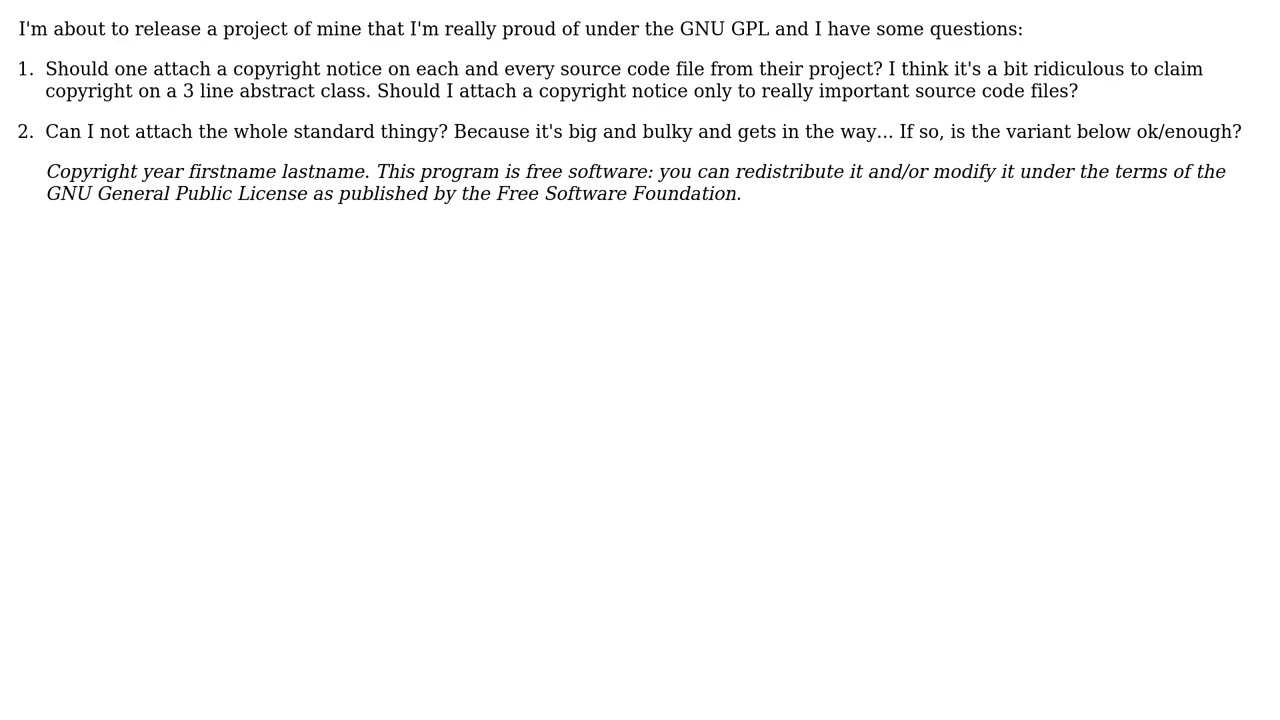 I'm about to release a project of mine that I'm really proud of under the GNU GPL and I have some questions:
1. Should one attach a copyright notice on each and every source code file from their project? I think it's a bit ridiculous to claim
copyright on a 3 line abstract class. Should I attach a copyright notice only to really important source code files?
2. Can I not attach the whole standard thingy? Because it's big and bulky and gets in the way... If so, is the variant below ok/enough?
Copyright year firstname lastname. This program is free software: you can redistribute it and/or modify it under the terms of the
GNU General Public License as published by the Free Software Foundation.